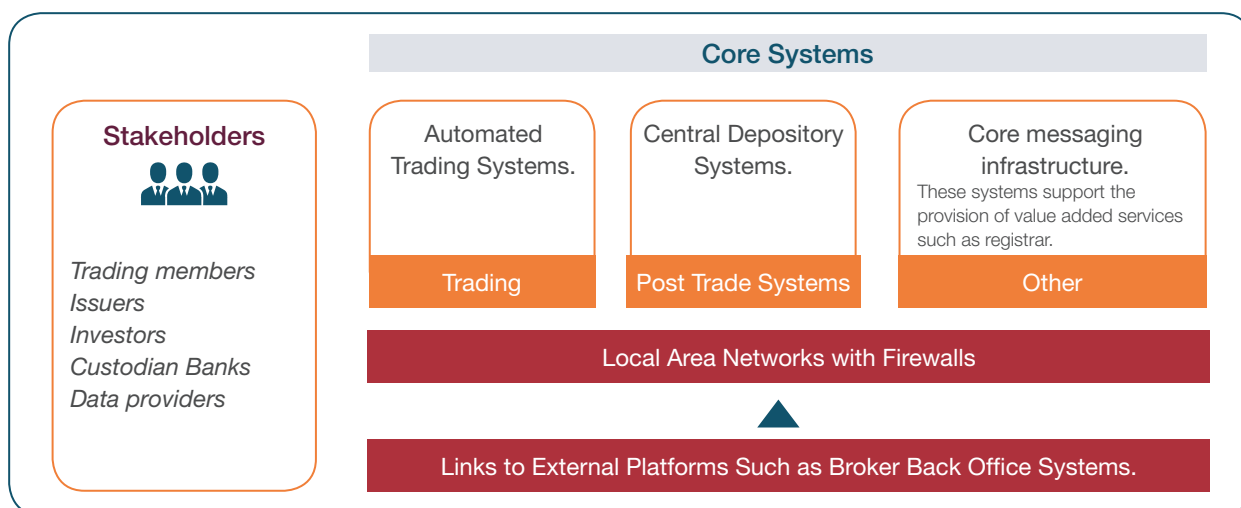 Core Systems
Stakeholders
Trading members
Issuers
Investors
Custodian Banks
Data providers
Automated
Trading Systems.
Trading
Central Depository
Systems.
Post Trade Systems
Core messaging
infrastructure.
These systems support the
provision of value added services
such as registrar.
Other
Local Area Networks with Firewalls
Links to External Platforms Such as Broker Back Office Systems.